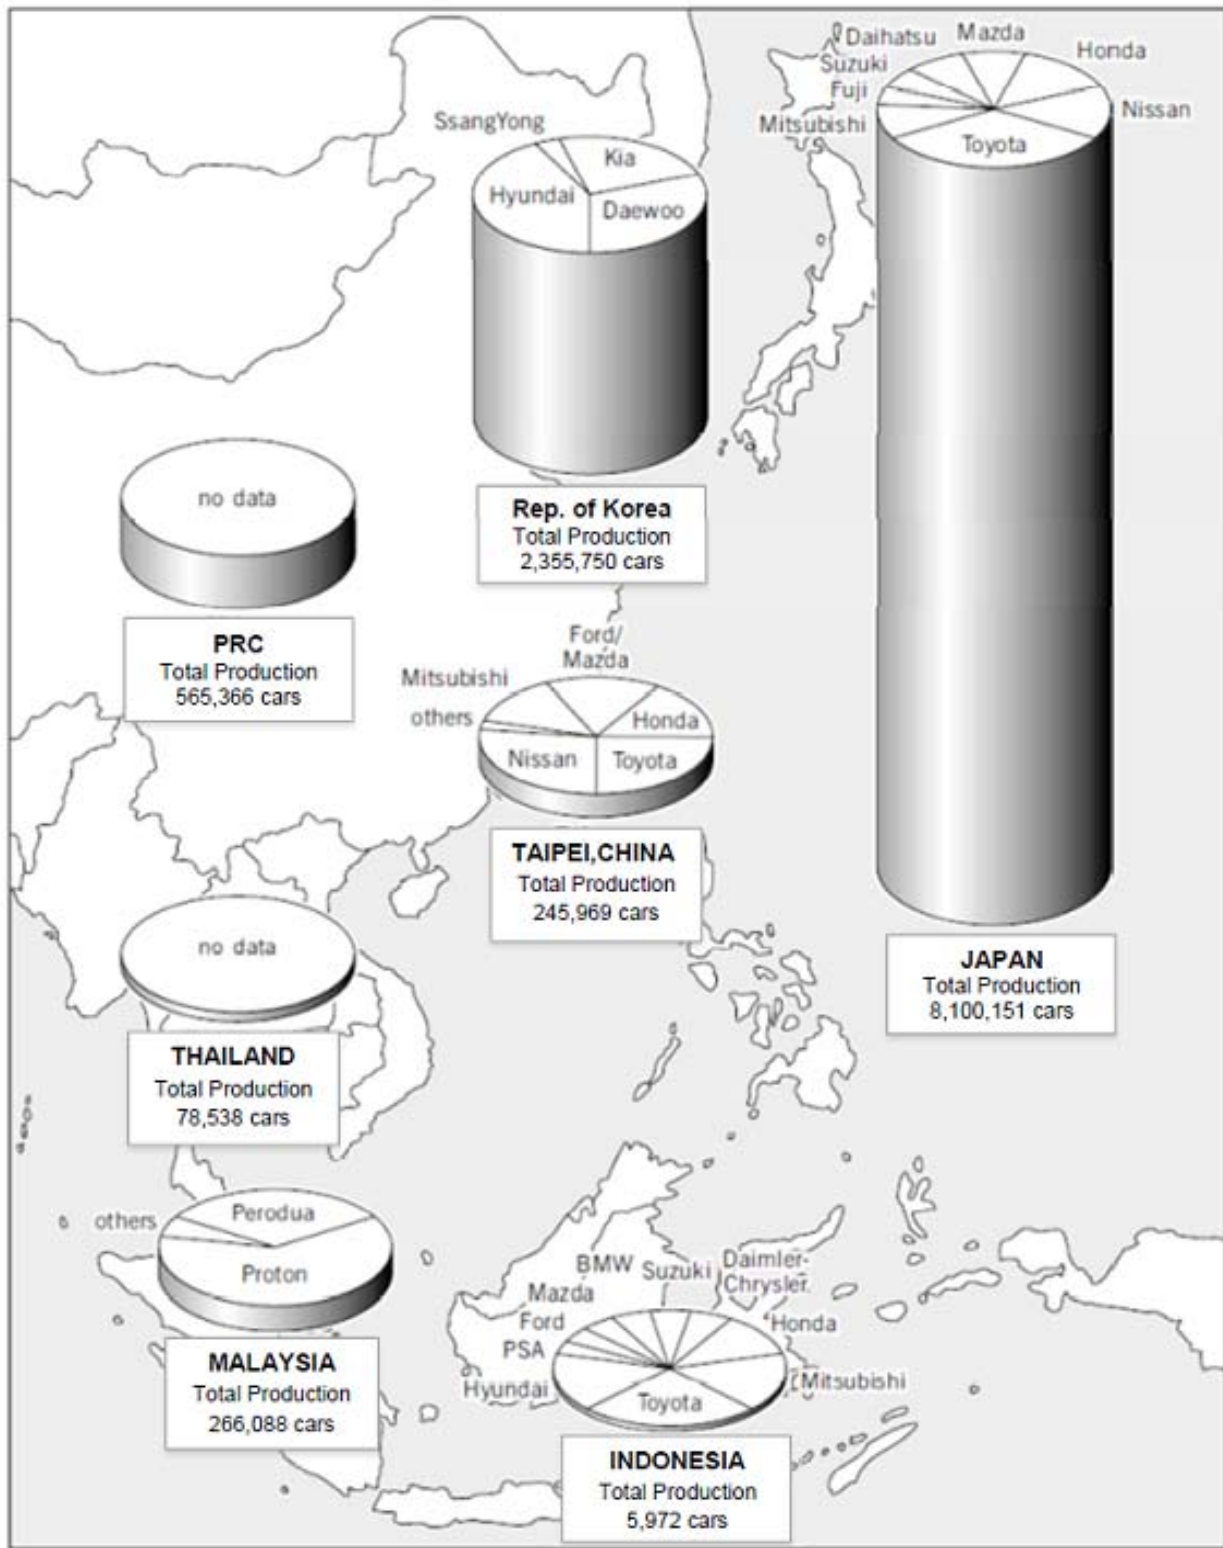 Daihatsu
Mazda
Honda
Suzuki
Fuji
Nissan
Mitsubishi
Toyota
SsangYong
Kia
Hyundai
Daewoo
no data
Rep. of Korea
Total Production
2,355,750 cars
PRC
Total Production
565,366 cars
Ford/
Mazda
Mitsubishi
others
Honda
Nissan
Toyota
TAIPEI,CHINA
Total Production
245,969 cars
JAPAN
Total Production
8,100,151 cars
no data
THAILAND
Total Production
78,538 cars
others
Perodua
Proton
MALAYSIA
Total Production
266,088 cars
BMW
Suzuki
Daimler-
Chrysler
Mazda
Ford
Honda
PSA
Hyundai
Mitsubishi
Toyota
INDONESIA
Total Production
5,972 cars